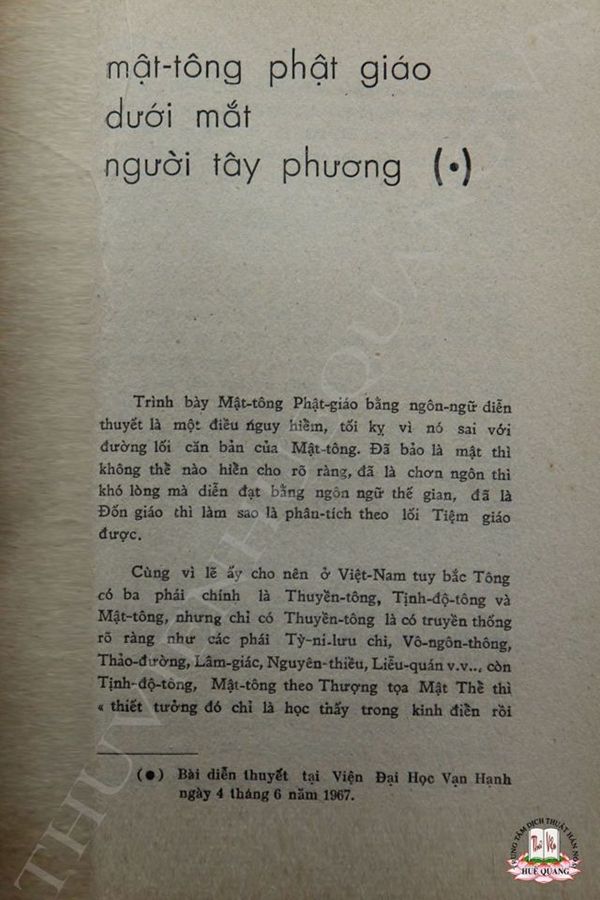 mật-tông phật giáo
dưới mắt
người tây phương (•)
Trình bày Mật-tông Phật-giáo bằng ngôn-ngữ diễn
thuyết là một điều nguy hiểm, tối kỵ vì nó sai với
đường lối căn bản của Mật-tông. Đã bảo là mật thì
không thể nào hiển cho rõ ràng, đã là chơn ngôn thì
khó lòng mà diễn đạt bằng ngôn ngữ thế gian, đã là
Đốn giáo thì làm sao là phân-tích theo lối Tiệm giáo
được.
Cùng vì lẽ ấy cho nên ở Việt-Nam tuy bắc Tông
có ba phái chính là Thuyền-tông, Tịnh-độ-tông và
Mật-tông, nhưng chỉ có Thuyền-tông là có truyền thống
rõ ràng như các phái Tỳ-ni-lưu chi, Vô-ngôn-thông,
Thảo-đường, Lâm-giác, Nguyên-thiều, Liễu-quán v.v..., còn
Tịnh-độ-tông, Mật-tông theo Thượng tọa Mật Thể thì
« thiết tưởng đó chỉ là học thấy trong kinh điển rồi
(●) Bài diễn thuyết tại Viện Đại Học Vạn Hạnh
ngày 4 tháng 6 năm 1967.
TRUNG TÂM DỊCH THUẬT HÁN NÔM
HUỆ QUANG